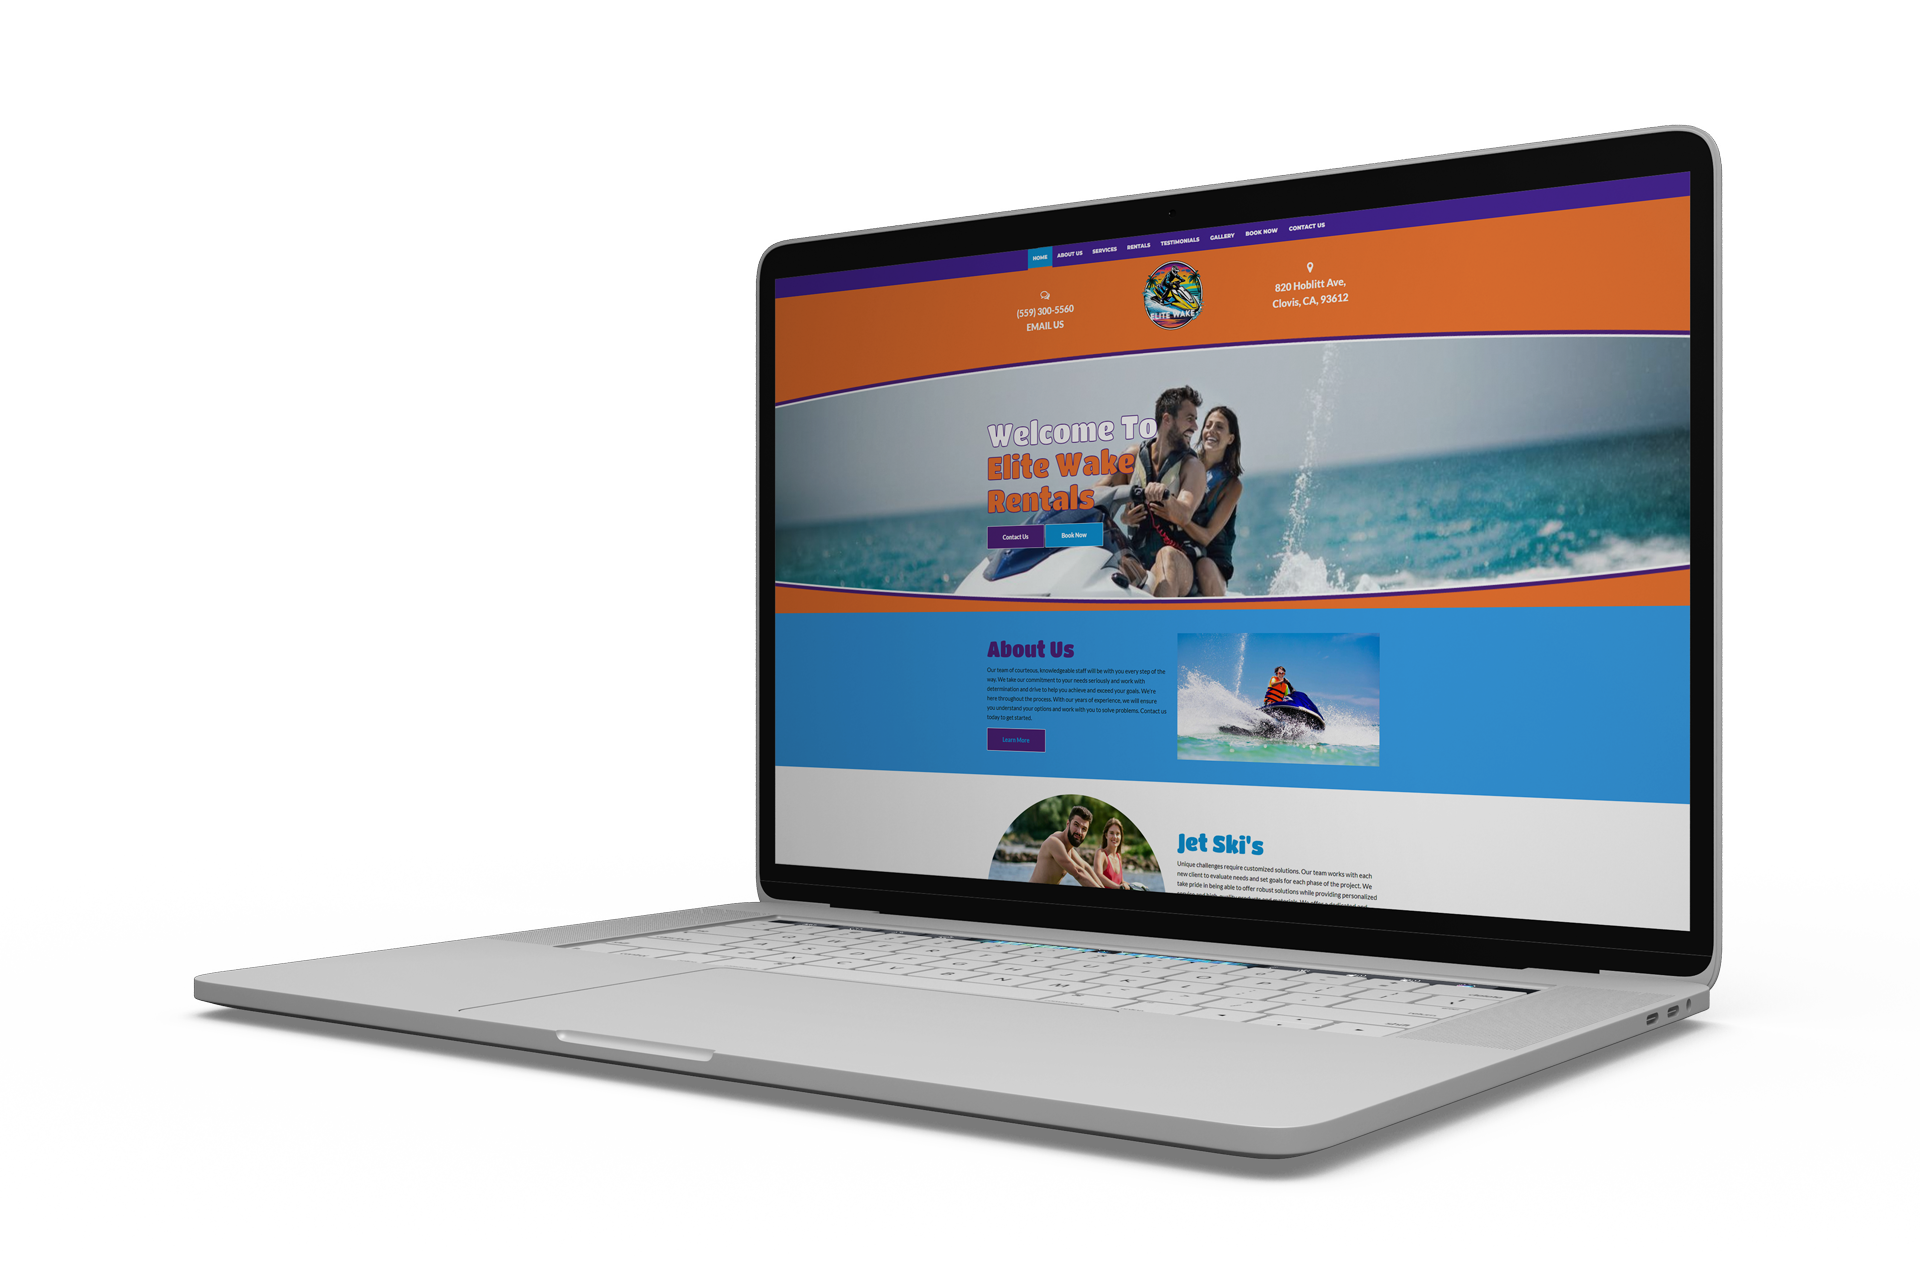 HOME ABOUT US SERVICES RENTALS TESTIMONIALS GALLERY BOOK NOW CONTACT US
(559) 300-5560
EMAIL US
ELITE WAKE
820 Hoblitt Ave,
Clovis, CA, 93612
Welcome To
Elite Wake
Rentals
Contact Us Book Now
About Us
Our team of courteous, knowledgeable staff will be with you every step of the
way. We take our commitment to your needs seriously and work with
determination and drive to help you achieve and exceed your goals. We're
here throughout the process. With our years of experience, we will ensure
you understand your options and work with you to solve problems. Contact us
today to get started.
Learn More
Jet Ski's
Unique challenges require customized solutions. Our team works with each
new client to evaluate needs and set goals for each phase of the project. We
take pride in being able to offer robust solutions while providing personalized